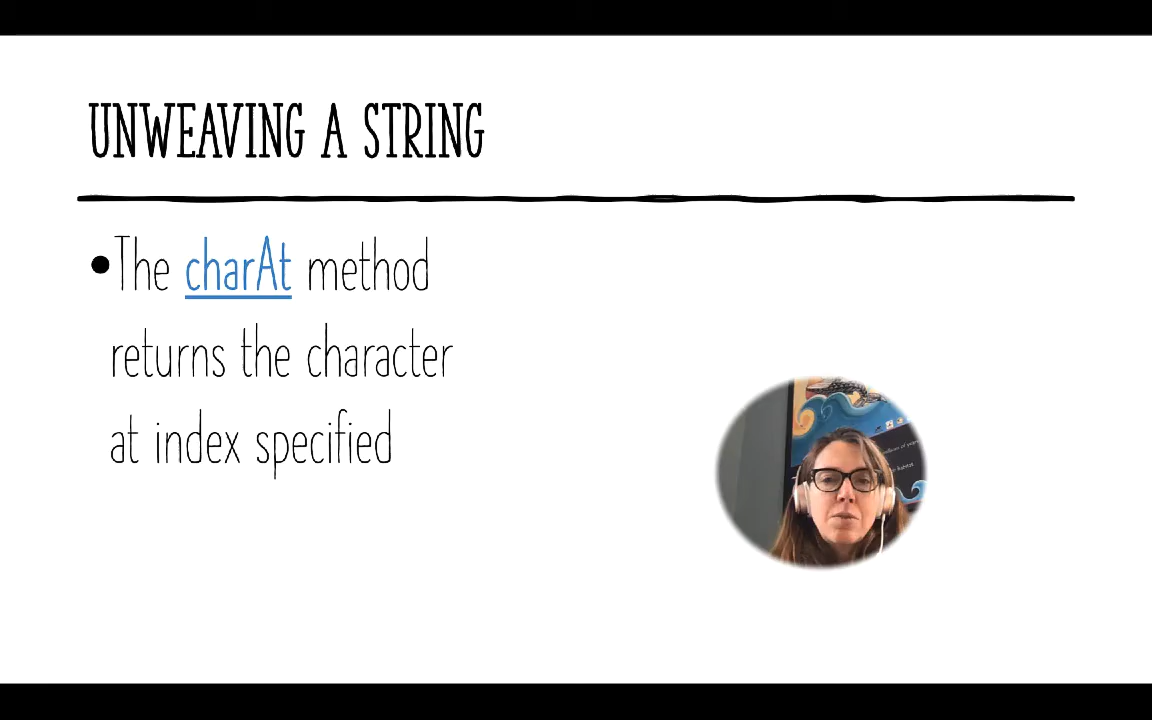 UNWEAVING A STRING
•The charAt method
returns the character
at index specified